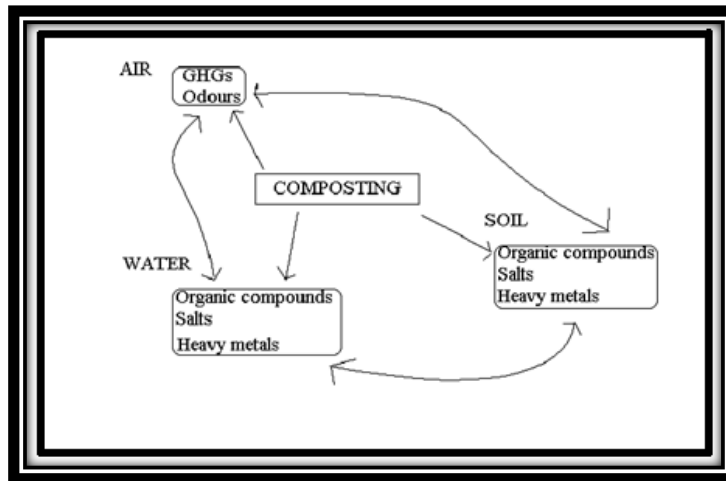 AIR
GHGs
Odours
COMPOSTING
SOIL
Organic compounds
Salts
Heavy metals
WATER
Organic compounds
Salts
Heavy metals